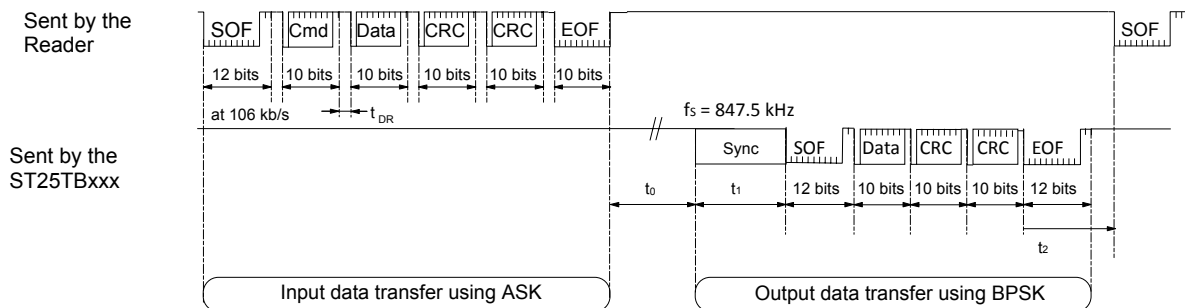 Sent by the
Reader
SOF Cmd Data CRC CRC EOF SOF
12 bits 10 bits 10 bits 10 bits 10 bits 10 bits
at 106 kb/s
t DR
fs = 847.5 kHz
Sent by the
ST25TBxxx
Sync SOF Data CRC CRC EOF
t0 t1 12 bits 10 bits 10 bits 10 bits 12 bits
t2
Input data transfer using ASK
Output data transfer using BPSK